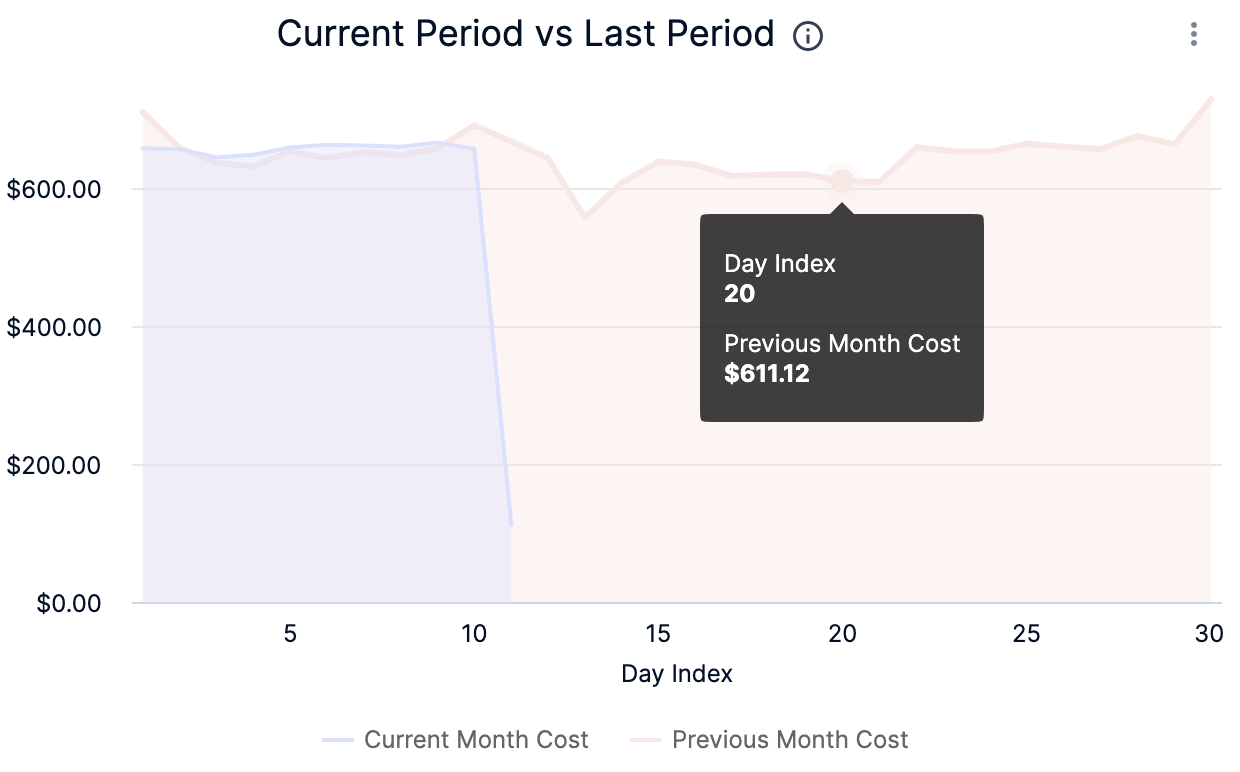 Current Period vs Last Period
$600.00
$400.00
$200.00
$0.00
Day Index
20
Previous Month Cost
$611.12
5 10 15 20 25 30
Day Index
Current Month Cost Previous Month Cost